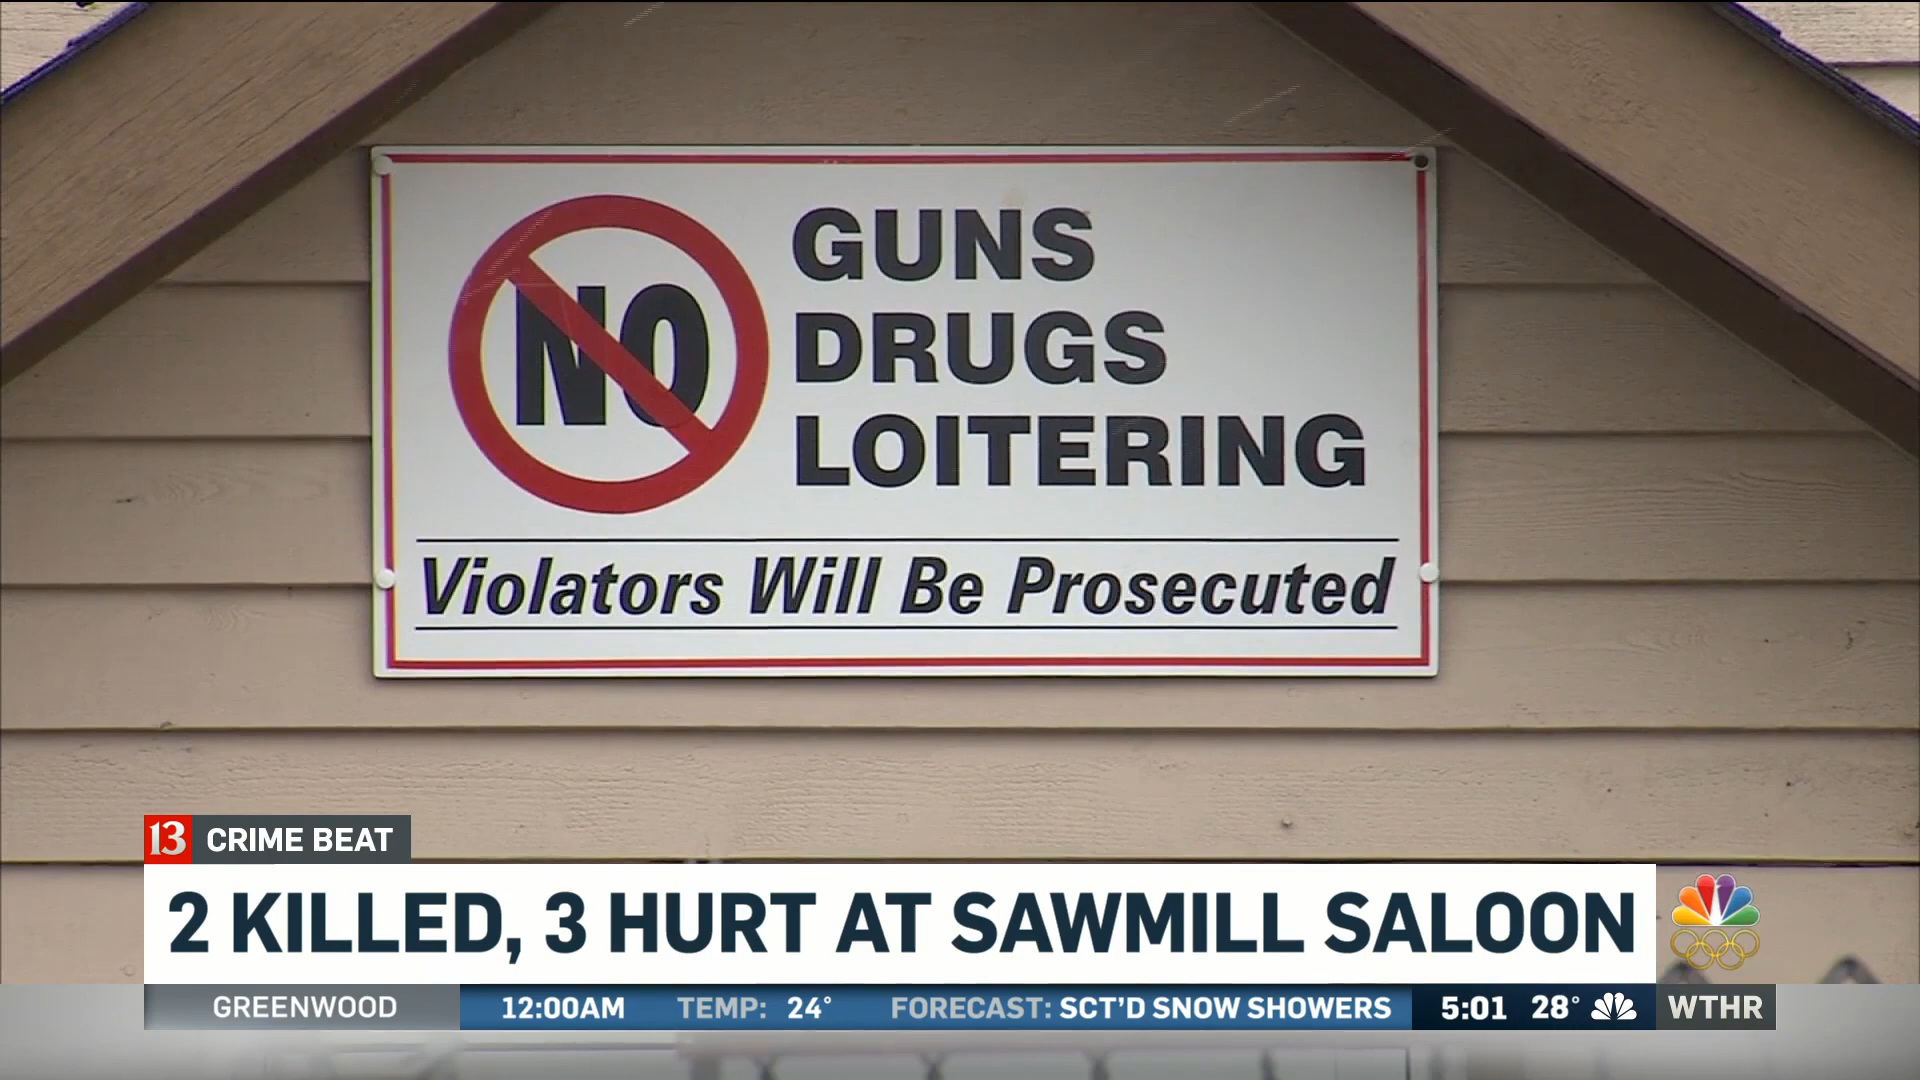 NO
GUNS
DRUGS
LOITERING
Violators Will Be Prosecuted
13 CRIME BEAT
2 KILLED, 3 HURT AT SAWMILL SALOON
GREENWOOD 12:00AM TEMP: 24° FORECAST: SCT'D SNOW SHOWERS 5:01 28° WTHR